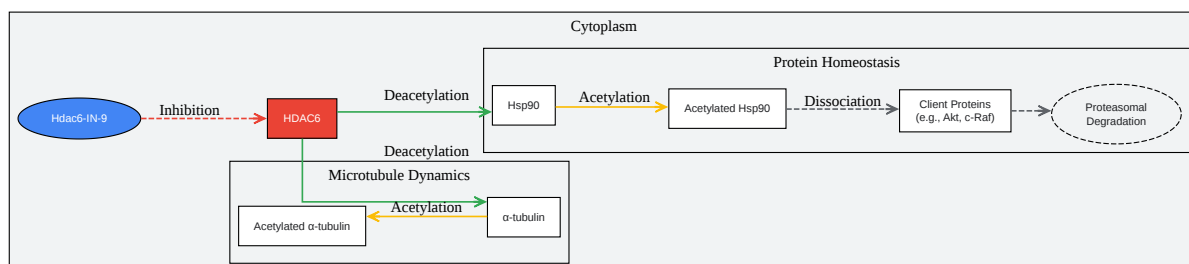 Cytoplasm
Protein Homeostasis
Hdac6-IN-9
Inhibition
HDAC6
Deacetylation
Hsp90
Acetylation
Acetylated Hsp90
Dissociation
Client Proteins
(e.g., Akt, c-Raf)
Proteasomal
Degradation
Deacetylation
Microtubule Dynamics
Acetylated α-tubulin
Acetylation
α-tubulin